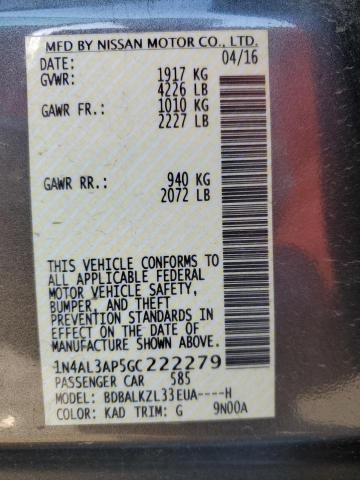 MFD BY NISSAN MOTOR CO., LTD.
DATE: 04/16
GVWR: 1917 KG
4226 LB
GAWR FR.: 1010 KG
2227 LB
GAWR RR.: 940 KG
2072 LB
THIS VEHICLE CONFORMS TO
ALL APPLICABLE FEDERAL
MOTOR VEHICLE SAFETY,
BUMPER, AND THEFT
PREVENTION STANDARDS IN
EFFECT ON THE DATE OF
MANUFACTURE SHOWN ABOVE.
1N4AL3AP5GC222279
PASSENGER CAR 585
MODEL: BDBALKZL33EUA----H
COLOR: KAD TRIM: G 9N00A